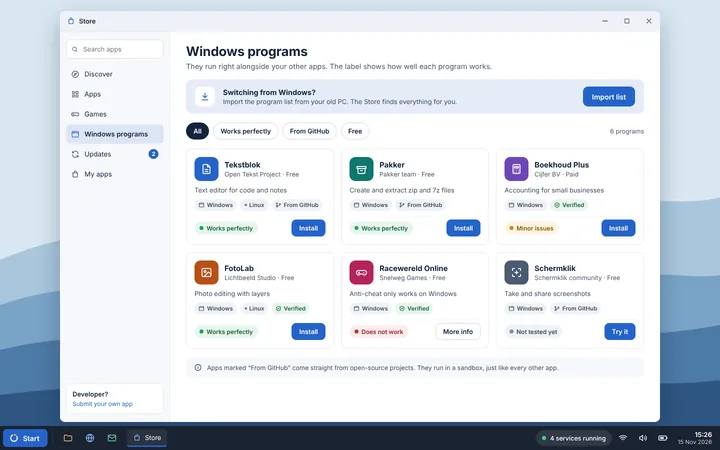 Store
Search apps
Discover
Apps
Games
Windows programs
Updates
2
My apps
Developer?
Submit your own app
Windows programs
They run right alongside your other apps. The label shows how well each program works.
Switching from Windows?
Import the program list from your old PC. The Store finds everything for you.
Import list
All
Works perfectly
From GitHub
Free
6 programs
Tekstblok
Open Tekst Project · Free
Text editor for code and notes
Windows
+ Linux
From GitHub
Works perfectly
Install
Pakker
Pakker team · Free
Create and extract zip and 7z files
Windows
From GitHub
Works perfectly
Install
Boekhoud Plus
Cijfer BV · Paid
Accounting for small businesses
Windows
Verified
Minor issues
Install
FotoLab
Lichtbeeld Studio · Free
Photo editing with layers
Windows
+ Linux
Verified
Works perfectly
Install
Racewereld Online
Snelweg Games · Free
Anti-cheat only works on Windows
Windows
Verified
Does not work
More info
Schermklik
Schermklik community · Free
Take and share screenshots
Windows
From GitHub
Not tested yet
Try it
Apps marked "From GitHub" come straight from open-source projects. They run in a sandbox, just like every other app.
Start
Store
4 services running
15:26
15 Nov 2026